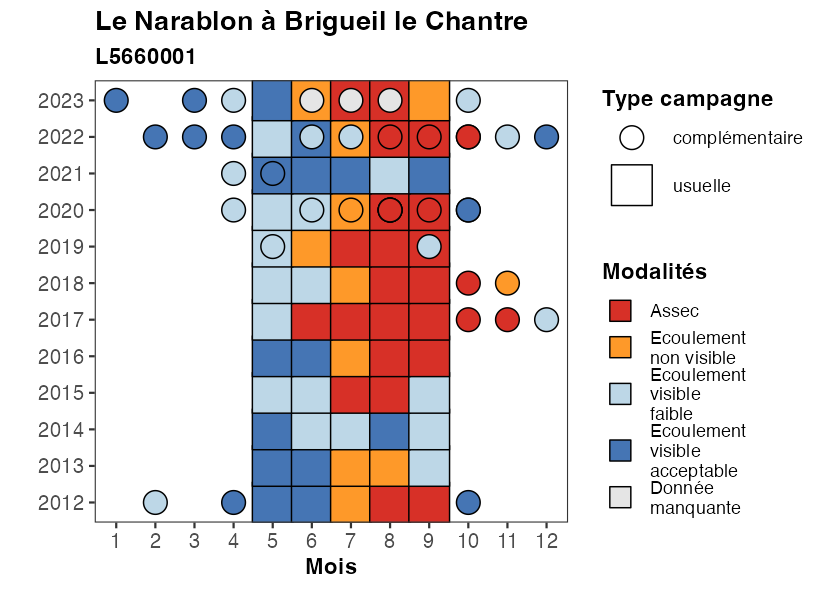 Le Narablon à Brigueil le Chantre
L5660001
2023
2022
2021
2020
2019
2018
2017
2016
2015
2014
2013
2012
1 2 3 4 5 6 7 8 9 10 11 12
Mois
Type campagne
complémentaire
usuelle
Modalités
Assec
Ecoulement
non visible
Ecoulement
visible
faible
Ecoulement
visible
acceptable
Donnée
manquante